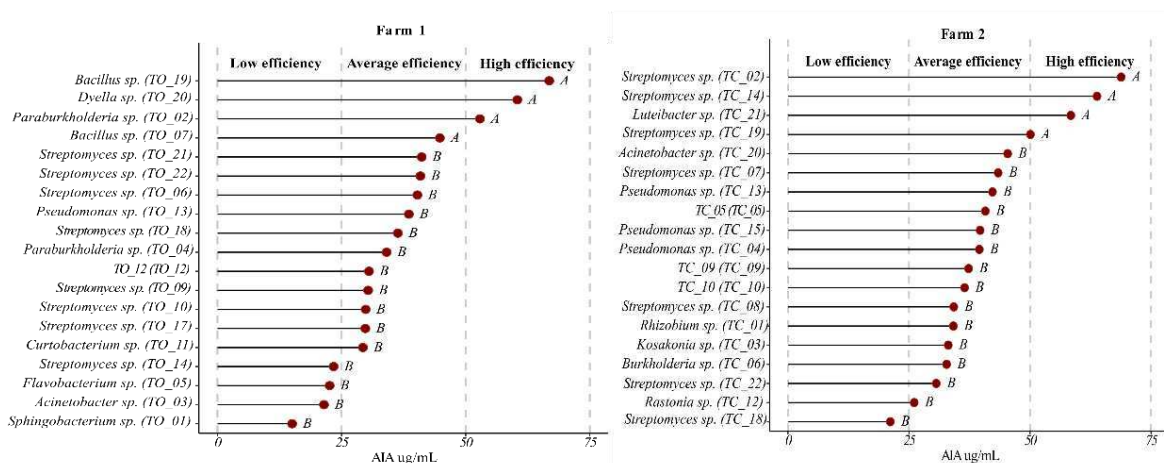 Farm 1
Low efficiency Average efficiency High efficiency
Bacillus sp. (TO_19) A
Dyella sp. (TO_20) A
Paraburkholderia sp. (TO_02) A
Bacillus sp. (TO_07) A
Streptomyces sp. (TO_21) B
Streptomyces sp. (TO_22) B
Streptomyces sp. (TO_06) B
Pseudomonas sp. (TO_13) B
Streptomyces sp. (TO_18) B
Paraburkholderia sp. (TO_04) B
TO_12 (TO_12) B
Streptomyces sp. (TO_09) B
Streptomyces sp. (TO_10) B
Streptomyces sp. (TO_17) B
Curtobacterium sp. (TO_11) B
Streptomyces sp. (TO_14) B
Flavobacterium sp. (TO_05) B
Acinetobacter sp. (TO_03) B
Sphingobacterium sp. (TO_01) B
0 25 50 75
AIA ug/mL
Farm 2
Low efficiency Average efficiency High efficiency
Streptomyces sp. (TC_02) A
Streptomyces sp. (TC_14) A
Luteibacter sp. (TC_21) A
Streptomyces sp. (TC_19) A
Acinetobacter sp. (TC_20) B
Streptomyces sp. (TC_07) B
Pseudomonas sp. (TC_13) B
TC_05 (TC_05) B
Pseudomonas sp. (TC_15) B
Pseudomonas sp. (TC_04) B
TC_09 (TC_09) B
TC_10 (TC_10) B
Streptomyces sp. (TC_08) B
Rhizobium sp. (TC_01) B
Kosakonia sp. (TC_03) B
Burkholderia sp. (TC_06) B
Streptomyces sp. (TC_22) B
Rastonia sp. (TC_12) B
Streptomyces sp. (TC_18) B
0 25 50 75
AIA ug/mL